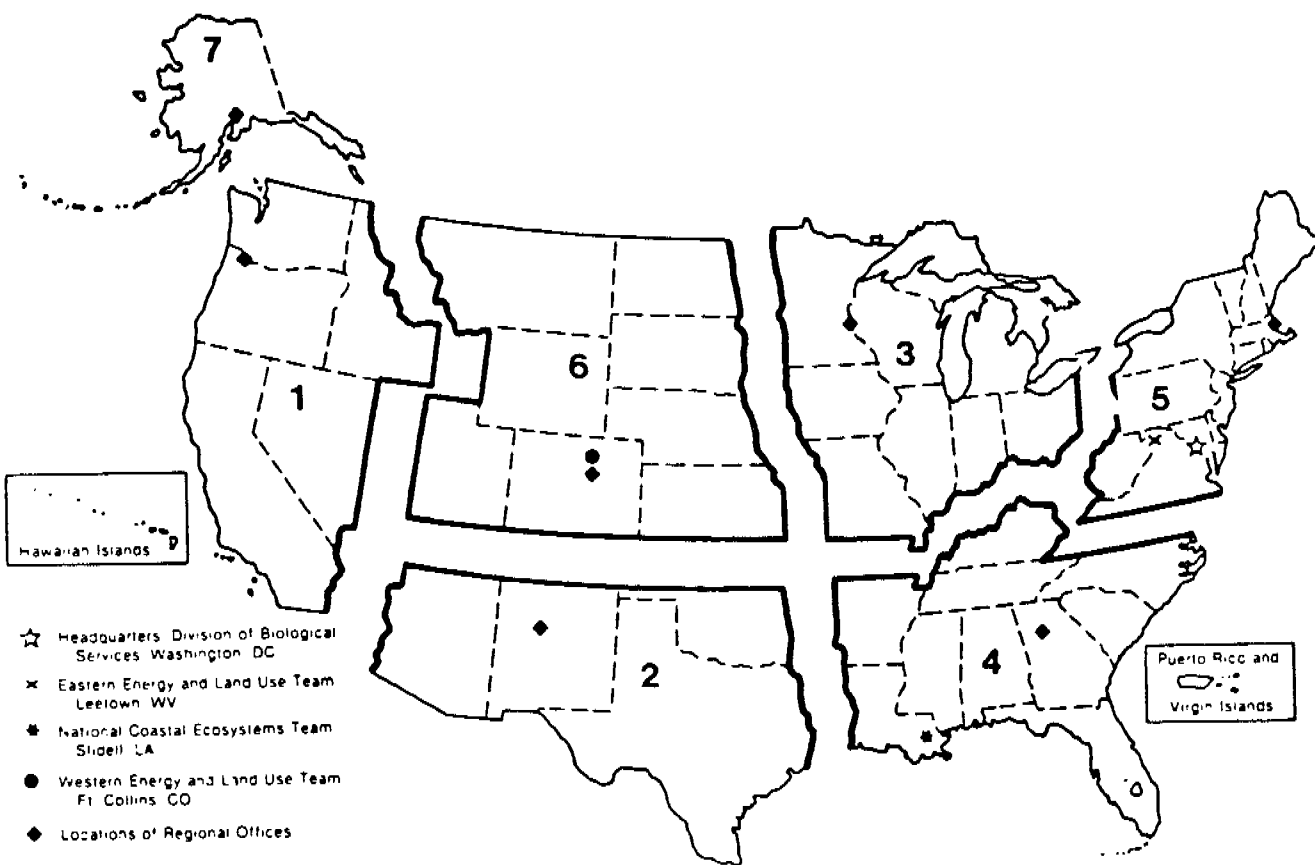 7
6
3
1
5
Hawaiian Islands
4
2
Headquarters Division of Biological
Services Washington DC
Eastern Energy and Land Use Team
Leetown WV
National Coastal Ecosystems Team
Slidell LA
Western Energy and Land Use Team
Ft Collins CO
Locations of Regional Offices
Puerto Rico and
Virgin Islands